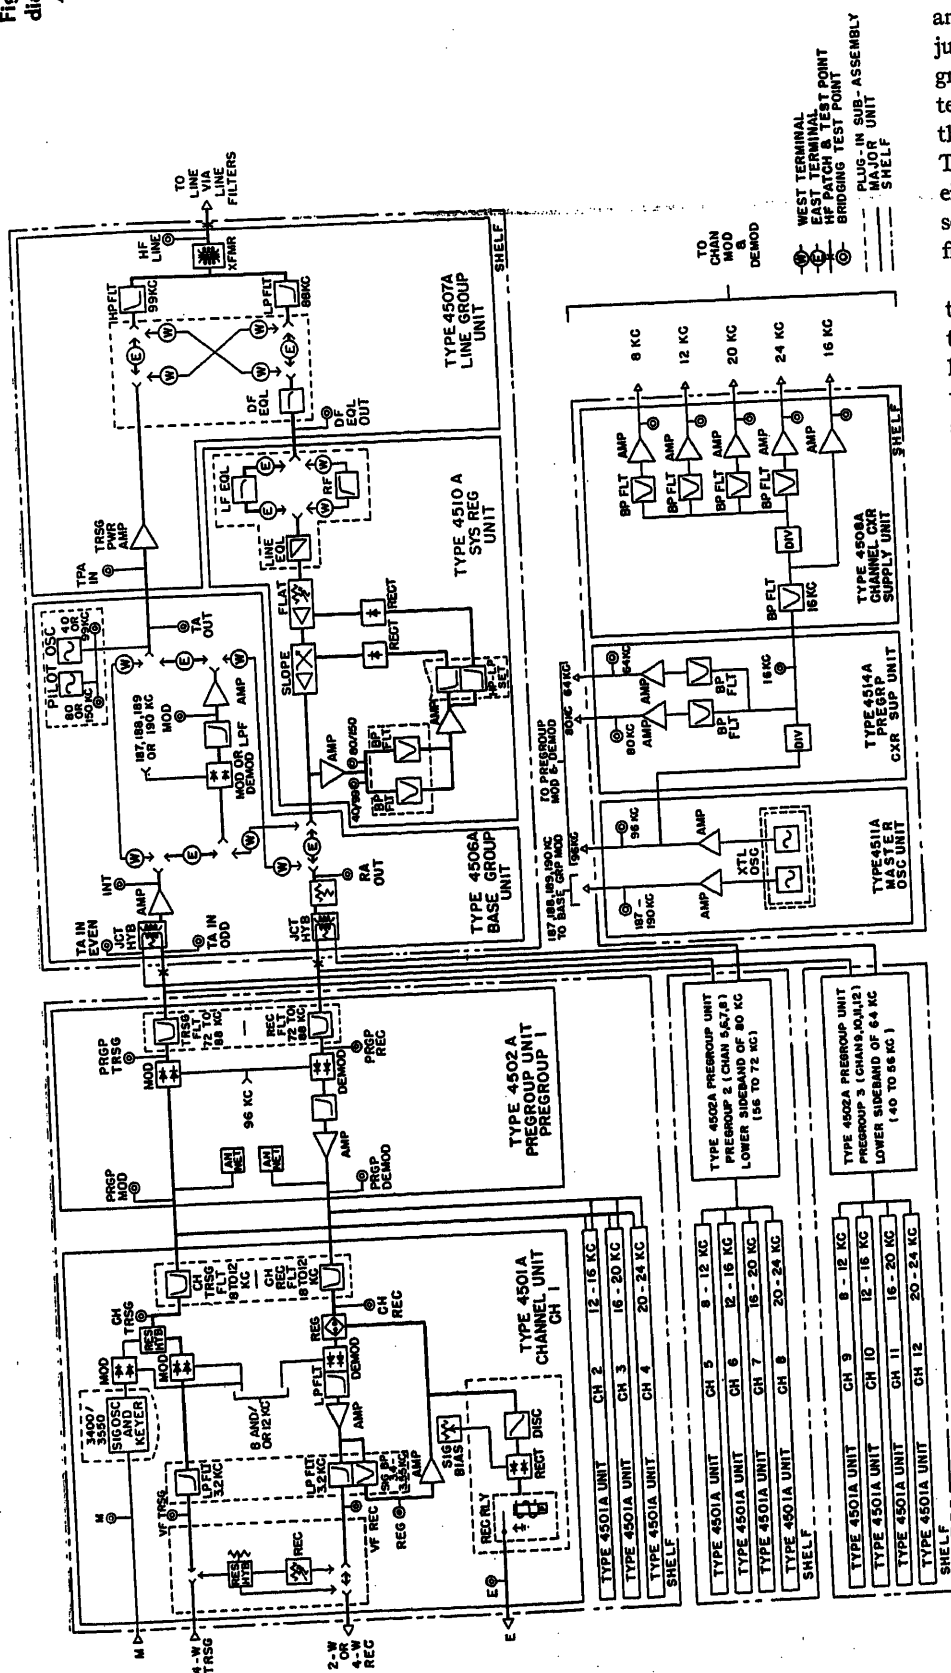 Fig
dia
TO
LINE
VIA
LINE
FILTERS
HF
LINE
XFMR
HP FLT
99KC
LP FLT
88KC
W
W
E
E
W
W
DF
EQL
DF
EQL
OUT
TYPE 4507A
LINE GROUP
UNIT
SHELF
TRSG
PWR
AMP
TPA
IN
LF EQL
E
E
W
W
RF
LINE
EQL
FLAT
SLOPE
RECT
RECT
TYPE 4510A
SYS REG
UNIT
HP-LP
SET
AMP
AMP
40/99
80/150
BP
FLT
BP
FLT
PILOT OSC
80
OR
150 KC
40
OR
99KC
TA
OUT
W
E
W
187, 188, 189
OR 190 KC
MOD
AMP
LPF
MOD OR
DEMOD
W
E
W
W
E
INT
AMP
TA IN
EVEN
JCT
HYB
TA IN
ODD
JCT
HYB
RA
OUT
TYPE 4506A
BASE GROUP
UNIT
PRGP
TRSG
TRSG
FLT
72 TO
88 KC
REC
FLT
72 TO
88 KC
MOD
96 KC
DEMOD
PRGP
REC
AMP
PRGP
MOD
AN
NET
AN
NET
PRGP
DEMOD
TYPE 4502A
PREGROUP UNIT
PREGROUP 1
CH
TRSG
FLT
8TO12
KC
CH
REC
FLT
8TO12
KC
CH
TRSG
RES
HYB
MOD
MOD
3400/
3550
SIG OSC
AND
KEYER
8 AND/
OR 12 KC
REG
CH
REC
DEMOD
LP FLT
AMP
LP FLT
3.2KC
LP FLT
3.2KC
SIG BP
AMP
SIG
BIAS
DISC
RECT
REC RLY
M
M
VF TRSG
VF REC
REG
RES
HYB
REC
4-W
TRSG
2-W
OR
4-W
REC
E
E
TYPE 4501A
CHANNEL UNIT
CH 1
TYPE 4501A UNIT CH 2 12-16 KC
TYPE 4501A UNIT CH 3 16-20 KC
TYPE 4501A UNIT CH 4 20-24 KC
SHELF
TYPE 4501A UNIT CH 5 8-12 KC
TYPE 4501A UNIT CH 6 12-16 KC
TYPE 4501A UNIT CH 7 16-20 KC
TYPE 4501A UNIT CH 8 20-24 KC
SHELF
TYPE 4502A PREGROUP UNIT
PREGROUP 2 (CHAN 5,6,7,8)
LOWER SIDEBAND OF 80 KC
(56 TO 72 KC)
TYPE 4501A UNIT CH 9 8-12 KC
TYPE 4501A UNIT CH 10 12-16 KC
TYPE 4501A UNIT CH 11 16-20 KC
TYPE 4501A UNIT CH 12 20-24 KC
SHELF
TYPE 4502A PREGROUP UNIT
PREGROUP 3 (CHAN 9,10,11,12)
LOWER SIDEBAND OF 64 KC
(40 TO 56 KC)
187, 188, 189, 190 KC
TO BASE GRP MOD
TO PREGROUP
MOD & DEMOD
96KC
80KC
64KC
187-
190KC
96 KC
AMP
AMP
XTL
OSC
TYPE 4511A
MASTER
OSC UNIT
80KC
64KC
AMP
AMP
BP
FLT
BP
FLT
16KC
DIV
TYPE 4514A
PREGRP
CXR SUP UNIT
BP FLT
16 KC
DIV
BP FLT
BP FLT
BP FLT
BP FLT
AMP
AMP
AMP
AMP
AMP
TYPE 4508A
CHANNEL CXR
SUPPLY UNIT
SHELF
8 KC
12 KC
20 KC
24 KC
16 KC
TO
CHAN
MOD
&
DEMOD
W WEST TERMINAL
E EAST TERMINAL
HF PATCH & TEST POINT
BRIDGING TEST POINT
PLUG-IN SUB-ASSEMBLY
MAJOR UNIT
SHELF
an
ju
gr
te
th
T
e
s
fi
t
t